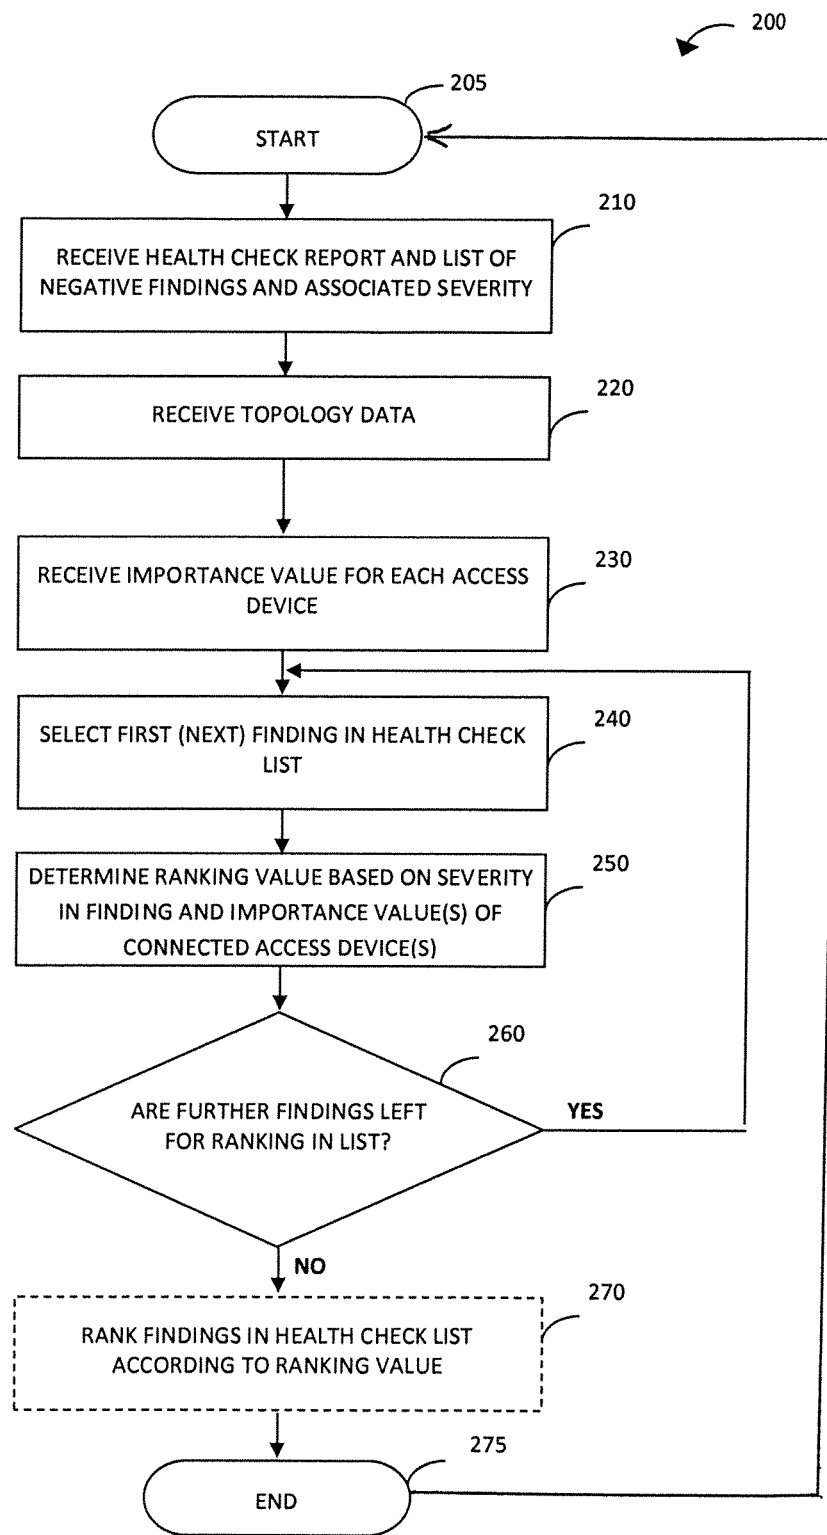 200
205
START
210
RECEIVE HEALTH CHECK REPORT AND LIST OF
NEGATIVE FINDINGS AND ASSOCIATED SEVERITY
220
RECEIVE TOPOLOGY DATA
230
RECEIVE IMPORTANCE VALUE FOR EACH ACCESS
DEVICE
240
SELECT FIRST (NEXT) FINDING IN HEALTH CHECK
LIST
250
DETERMINE RANKING VALUE BASED ON SEVERITY
IN FINDING AND IMPORTANCE VALUE(S) OF
CONNECTED ACCESS DEVICE(S)
260
ARE FURTHER FINDINGS LEFT
FOR RANKING IN LIST?
YES
NO
270
RANK FINDINGS IN HEALTH CHECK LIST
ACCORDING TO RANKING VALUE
275
END